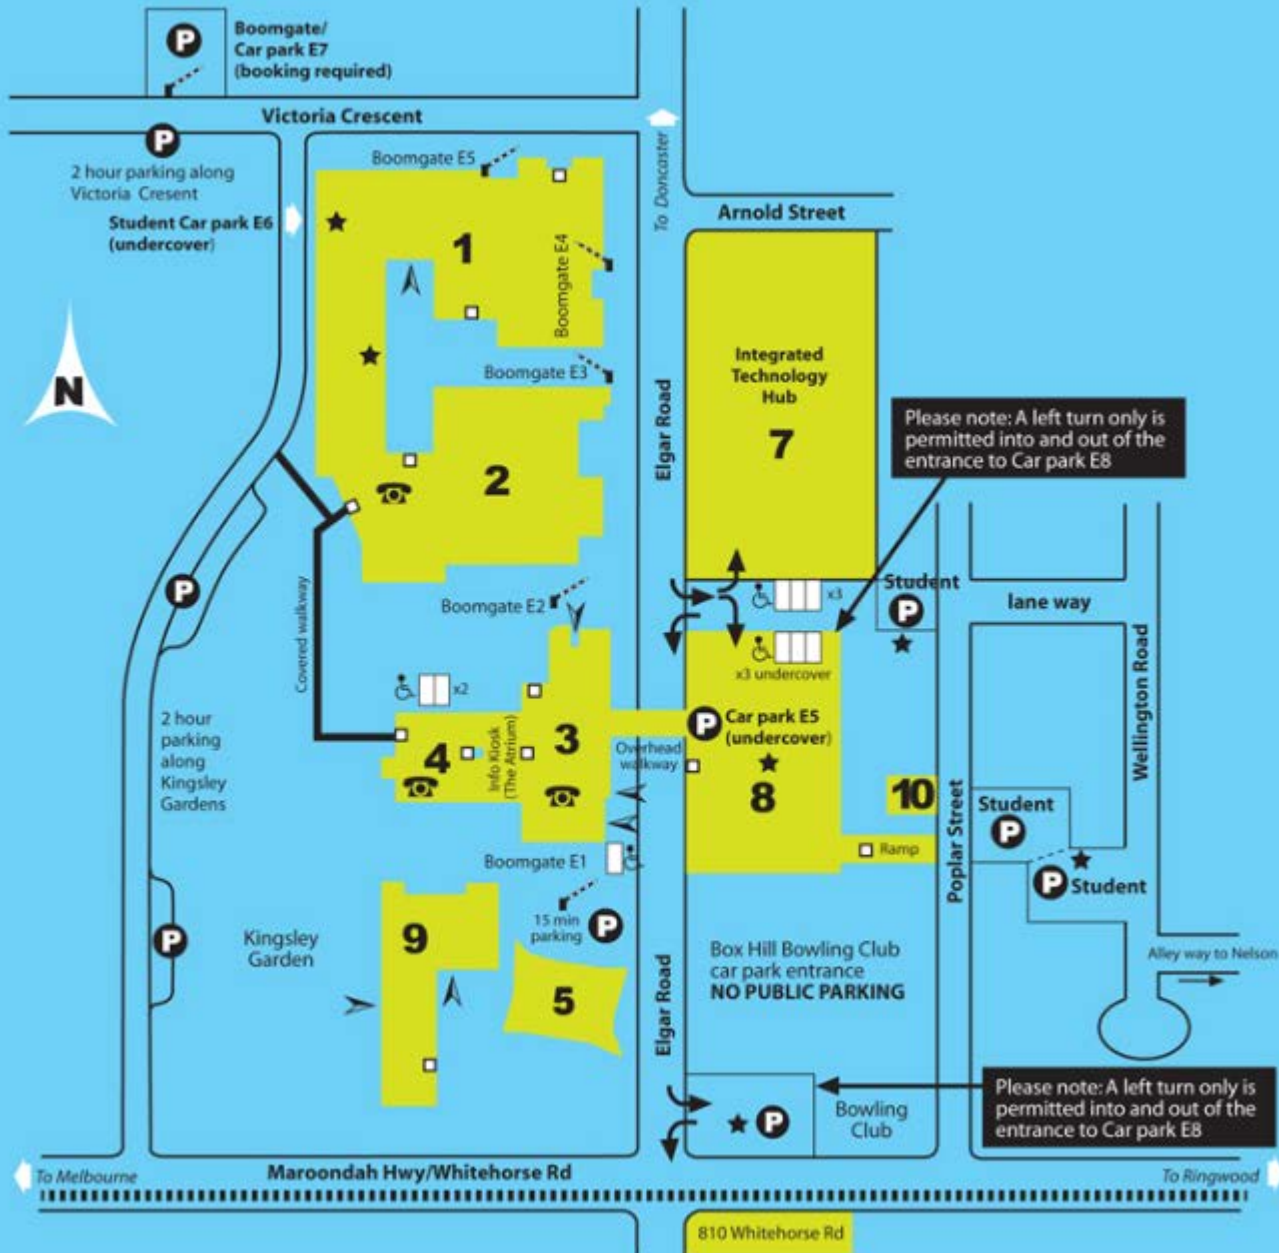 P
Boomgate/
Car park E7
(booking required)
Victoria Crescent
P
2 hour parking along
Victoria Cresent
Student Car park E6
(undercover)
Boomgate E5
1
Boomgate E4
To Doncaster
Arnold Street
N
Boomgate E3
Elgar Road
Integrated
Technology
Hub
7
Please note: A left turn only is
permitted into and out of the
entrance to Car park E8
2
P
Covered walkway
Boomgate E2
x3
Student
P
lane way
x3 undercover
Wellington Road
x2
2 hour
parking
along
Kingsley
Gardens
4
Info Kiosk
(The Atrium)
3
Overhead
walkway
P
Car park E5
(undercover)
8
10
Poplar Street
Student
P
Ramp
P
Student
Boomgate E1
15 min
parking
P
P
Kingsley
Garden
9
5
Elgar Road
Box Hill Bowling Club
car park entrance
NO PUBLIC PARKING
Alley way to Nelson
P
Bowling
Club
Please note: A left turn only is
permitted into and out of the
entrance to Car park E8
To Melbourne
Maroondah Hwy/Whitehorse Rd
To Ringwood
810 Whitehorse Rd